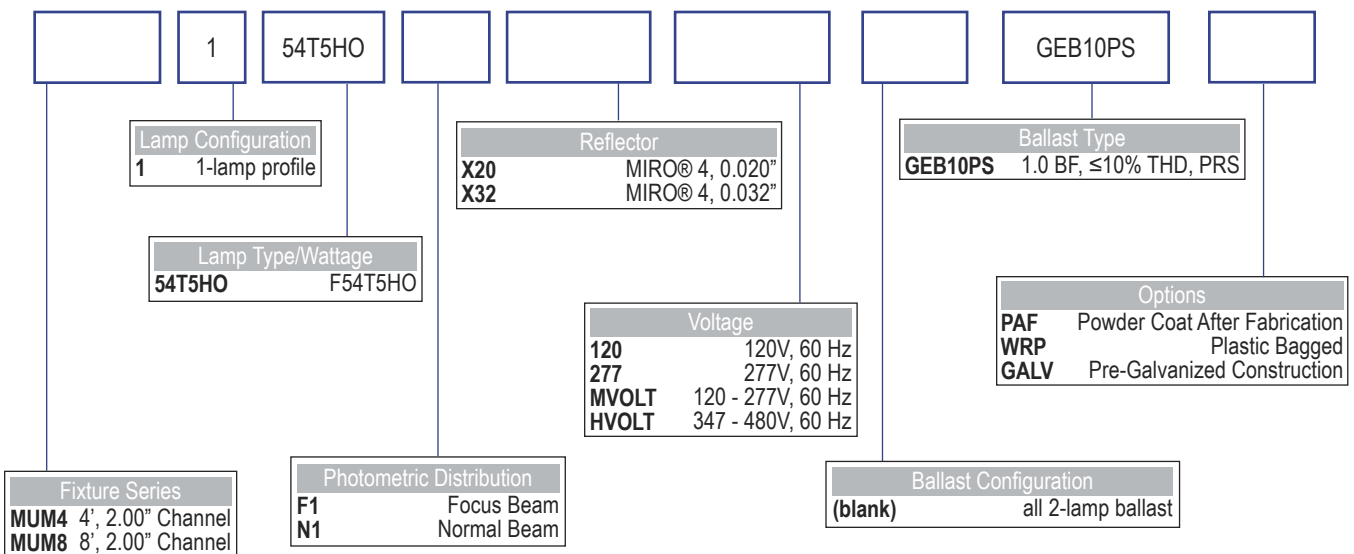 1
54T5HO
GEB10PS
Lamp Configuration
1 1-lamp profile
Reflector
X20 MIRO® 4, 0.020”
X32 MIRO® 4, 0.032”
Ballast Type
GEB10PS 1.0 BF, ≤10% THD, PRS
Lamp Type/Wattage
54T5HO F54T5HO
Voltage
120 120V, 60 Hz
277 277V, 60 Hz
MVOLT 120 - 277V, 60 Hz
HVOLT 347 - 480V, 60 Hz
Options
PAF Powder Coat After Fabrication
WRP Plastic Bagged
GALV Pre-Galvanized Construction
Fixture Series
MUM4 4’, 2.00” Channel
MUM8 8’, 2.00” Channel
Photometric Distribution
F1 Focus Beam
N1 Normal Beam
Ballast Configuration
(blank) all 2-lamp ballast